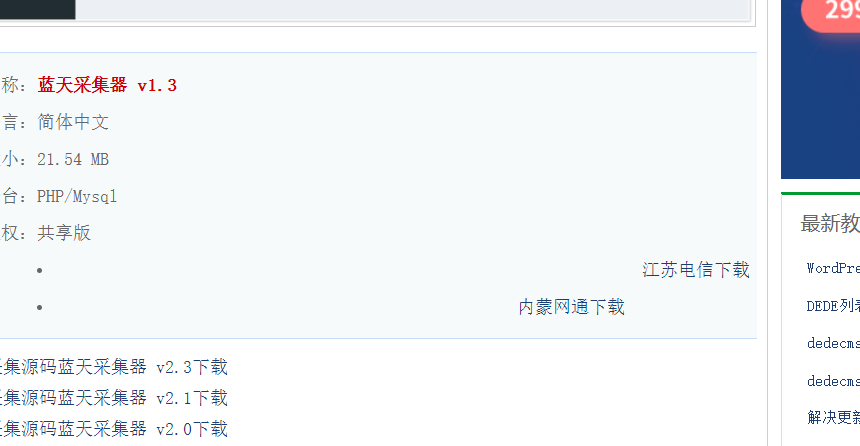 299
称: 蓝天采集器 v1.3
言: 简体中文
小: 21.54 MB
台: PHP/Mysql
权: 共享版
• 江苏电信下载
• 内蒙网通下载
集源码蓝天采集器 v2.3下载
集源码蓝天采集器 v2.1下载
集源码蓝天采集器 v2.0下载
最新教
WordPre
DEDE列表
dedecms
dedecms
解决更新